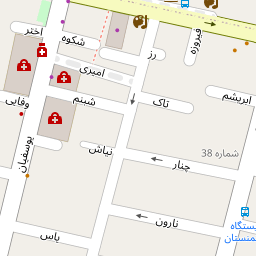 اختر
شکوه
فیروزه
رز
امیری
ابریشم
وفایی
شبنم
تاک
نیاش
شماره 38
چنار
یوسفیان
نارون
یاس